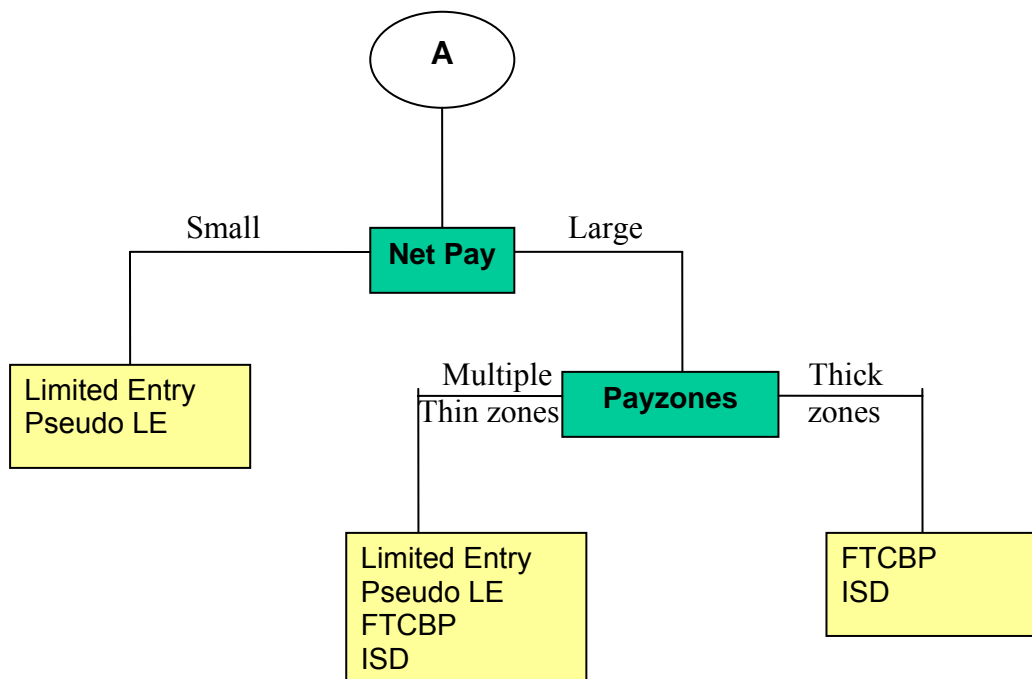 A
Small
Large
Net Pay
Limited Entry
Pseudo LE
Multiple
Thin zones
Payzones
Thick
zones
Limited Entry
Pseudo LE
FTCBP
ISD
FTCBP
ISD